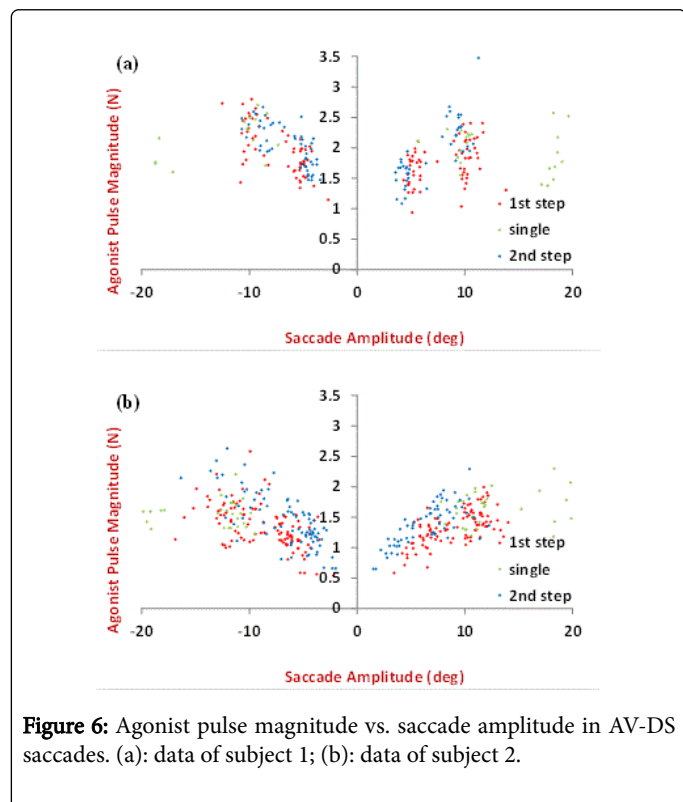 (a)
Agonist Pulse Magnitude (N)
3.5
3
2.5
2
1.5
1
0.5
0
1st step
single
2nd step
-20 -10 0 10 20
Saccade Amplitude (deg)
(b)
Agonist Pulse Magnitude (N)
3.5
3
2.5
2
1.5
1
0.5
0
1st step
single
2nd step
-20 -10 0 10 20
Saccade Amplitude (deg)
Figure 6: Agonist pulse magnitude vs. saccade amplitude in AV-DS
saccades. (a): data of subject 1; (b): data of subject 2.